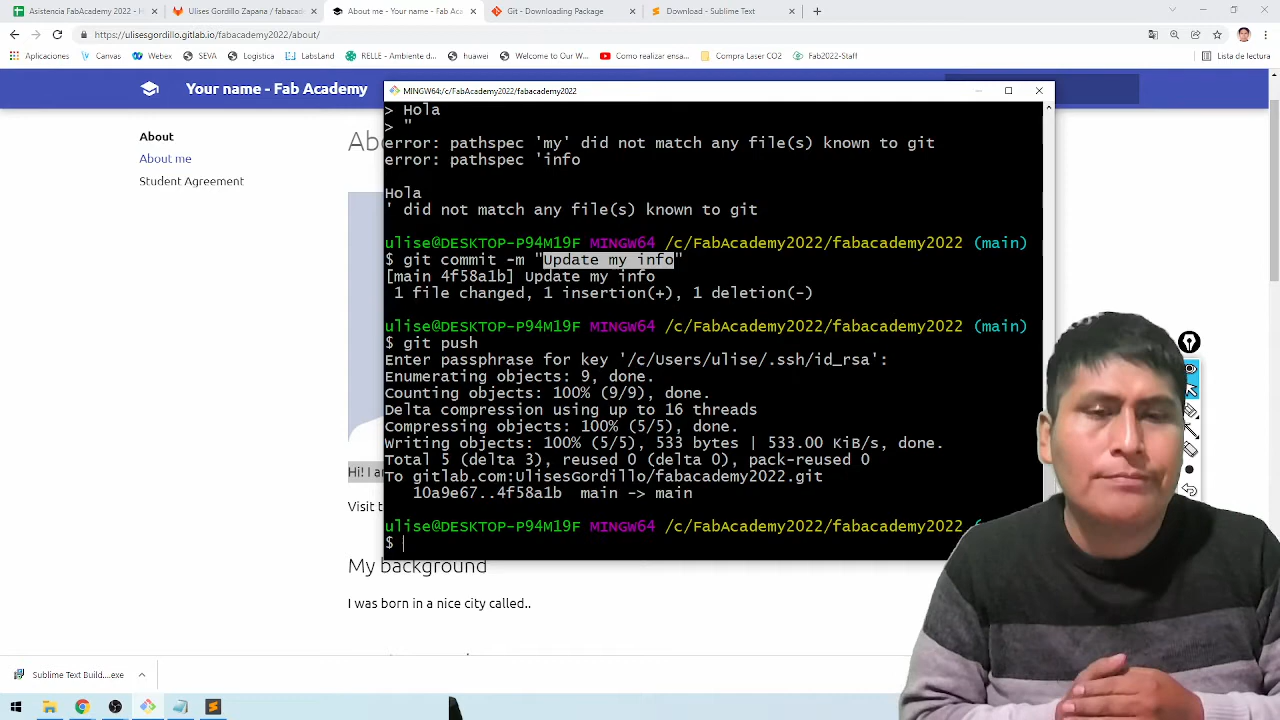 Asistencia FabAcademy2022 - H
Ulises Gordillo Zapana / fabacad
About me - Your name - Fab Ac
Git - Downloading Package
Download - Sublime Text
https://ulisesgordillo.gitlab.io/fabacademy2022/about/
Aplicaciones
Betways
Webinar
SEVA
Logistica
LabsLand
RELLE - Ambiente d
huawei
Welcome to Our W...
Como realizar ensa...
Compra Laser CO2
Fab2022-Staff
Lista de lectura
Your name - Fab Academy
About
About me
Student Agreement
MINGW64:/c/FabAcademy2022/fabacademy2022
> Hola
> "
error: pathspec 'my' did not match any file(s) known to git
error: pathspec 'info
Hola
' did not match any file(s) known to git
ulise@DESKTOP-P94M19F MINGW64 /c/FabAcademy2022/fabacademy2022 (main)
$ git commit -m "Update my info"
[main 4f58a1b] Update my info
1 file changed, 1 insertion(+), 1 deletion(-)
ulise@DESKTOP-P94M19F MINGW64 /c/FabAcademy2022/fabacademy2022 (main)
$ git push
Enter passphrase for key '/c/Users/ulise/.ssh/id_rsa':
Enumerating objects: 9, done.
Counting objects: 100% (9/9), done.
Delta compression using up to 16 threads
Compressing objects: 100% (5/5), done.
Writing objects: 100% (5/5), 533 bytes | 533.00 KiB/s, done.
Total 5 (delta 3), reused 0 (delta 0), pack-reused 0
To gitlab.com:UlisesGordillo/fabacademy2022.git
10a9e67..4f58a1b main -> main
ulise@DESKTOP-P94M19F MINGW64 /c/FabAcademy2022/fabacademy2022
$
Hi! I a
Visit t
My background
I was born in a nice city called..
Sublime Text Build....exe